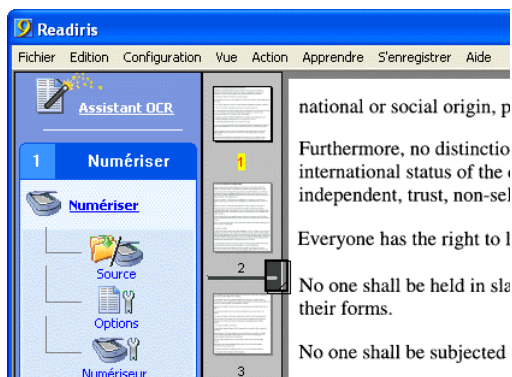 Readiris
Fichier Edition Configuration Vue Action Apprendre S'enregistrer Aide
Assistant OCR
1 Numériser
Numériser
Source
Options
Numériseur
1
2
3
national or social origin, p
Furthermore, no distinctio
international status of the
independent, trust, non-sel
Everyone has the right to l
No one shall be held in sla
their forms.
No one shall be subjected